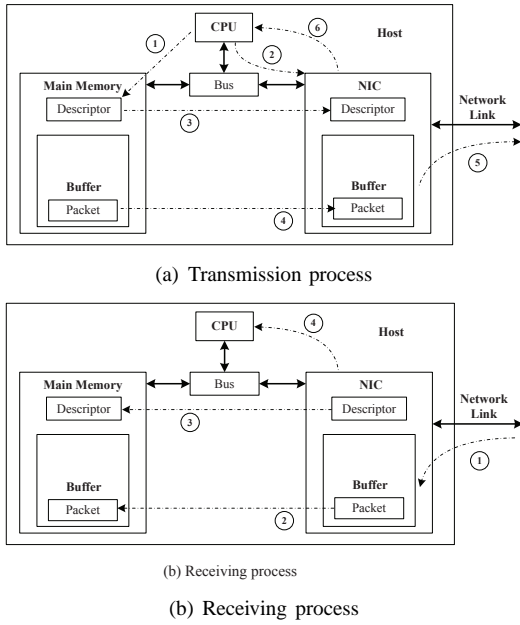 CPU
6
Host
1
2
Main Memory
Bus
NIC
Network
Link
Descriptor
3
Descriptor
5
Buffer
Buffer
Packet
4
Packet
(a) Transmission process
4
CPU
Host
Main Memory
Bus
NIC
Network
Link
Descriptor
3
Descriptor
1
Buffer
Buffer
Packet
2
Packet
(b) Receiving process
(b) Receiving process